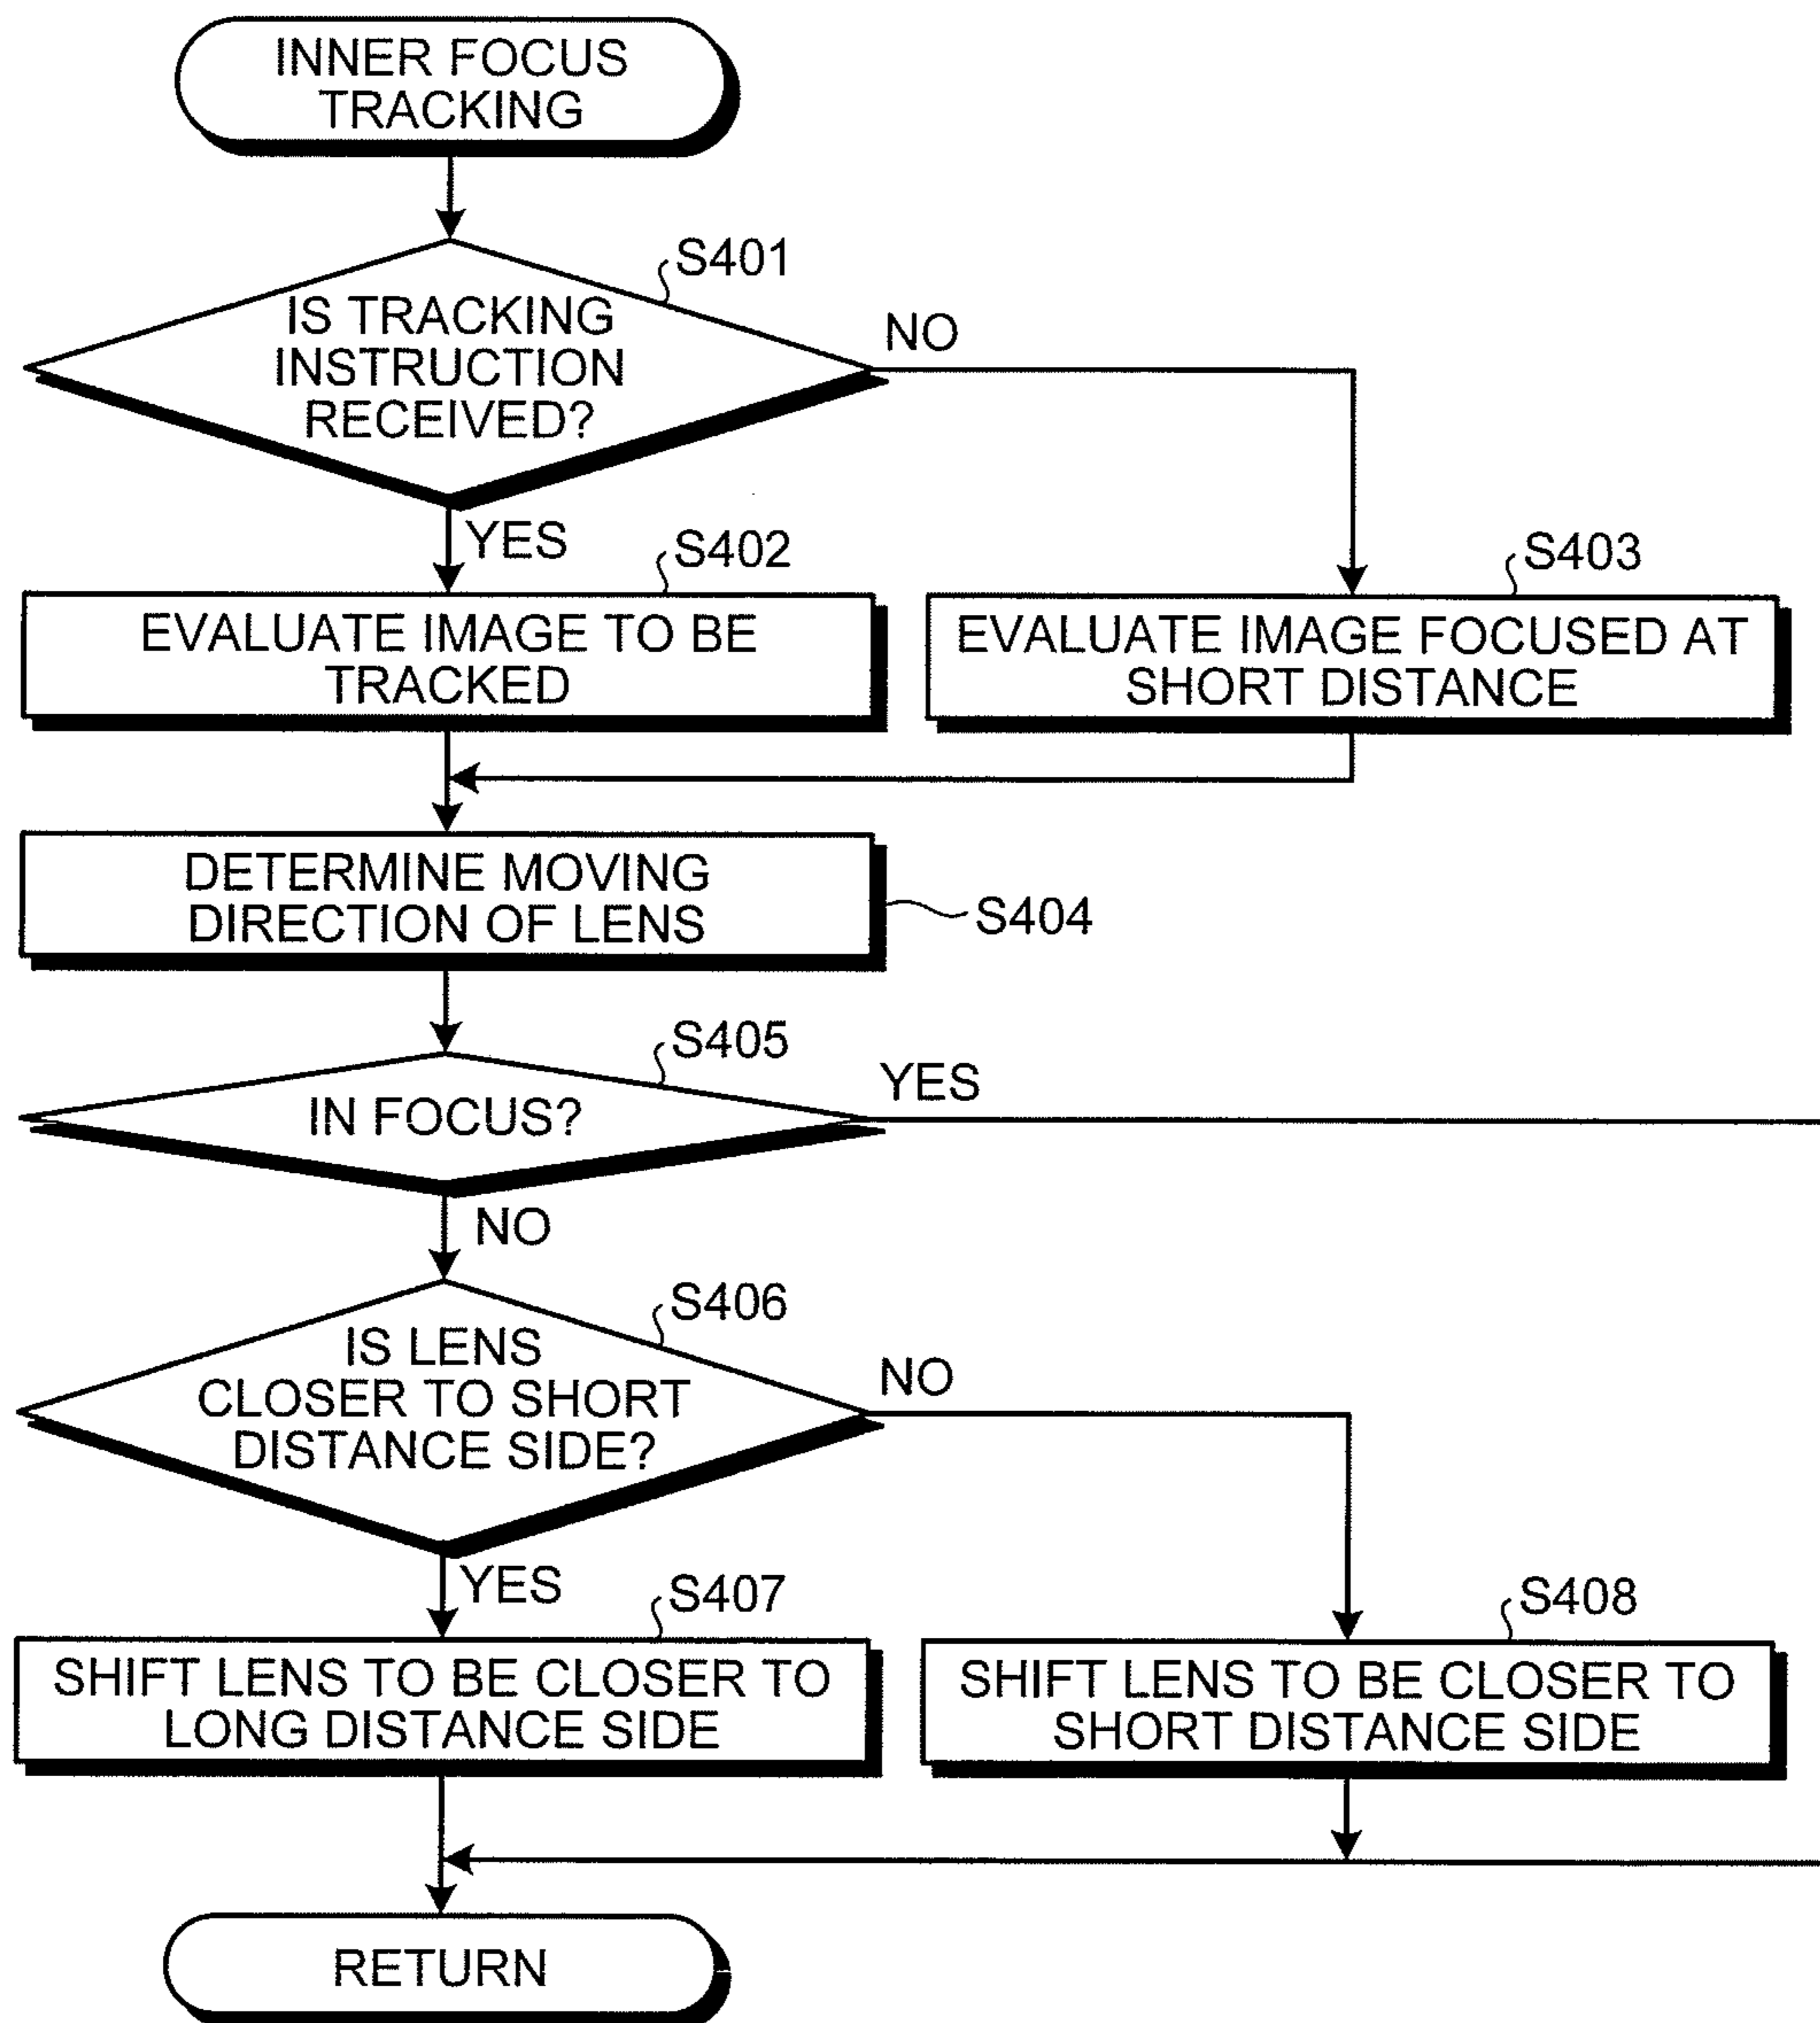 INNER FOCUS
TRACKING
S401
IS TRACKING
INSTRUCTION
RECEIVED?
NO
YES
S402
EVALUATE IMAGE TO BE
TRACKED
S403
EVALUATE IMAGE FOCUSED AT
SHORT DISTANCE
DETERMINE MOVING
DIRECTION OF LENS
S404
S405
IN FOCUS?
YES
NO
S406
IS LENS
CLOSER TO SHORT
DISTANCE SIDE?
NO
YES
S407
SHIFT LENS TO BE CLOSER TO
LONG DISTANCE SIDE
S408
SHIFT LENS TO BE CLOSER TO
SHORT DISTANCE SIDE
RETURN